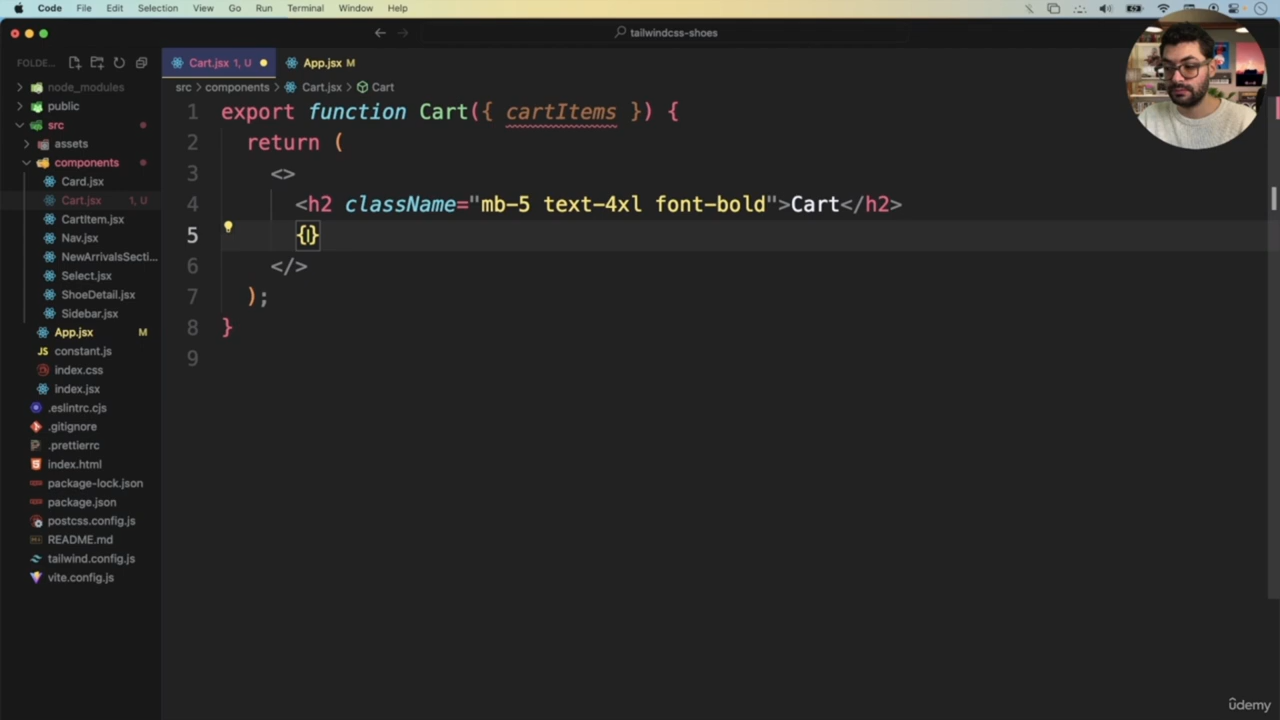 Code File Edit Selection View Go Run Terminal Window Help
tailwindcss-shoes
FOLDE...
Cart.jsx 1, U
App.jsx M
src > components > Cart.jsx > Cart
node_modules
public
src
assets
components
Card.jsx
Cart.jsx 1, U
CartItem.jsx
Nav.jsx
NewArrivalsSecti...
Select.jsx
ShoeDetail.jsx
Sidebar.jsx
App.jsx M
JS constant.js
index.css
index.jsx
.eslintrc.cjs
.gitignore
.prettierrc
index.html
package-lock.json
package.json
postcss.config.js
README.md
tailwind.config.js
vite.config.js
1 export function Cart({ cartItems }) {
2 return (
3 <>
4 <h2 className="mb-5 text-4xl font-bold">Cart</h2>
5 {}
6 </>
7 );
8 }
9
ûdemy